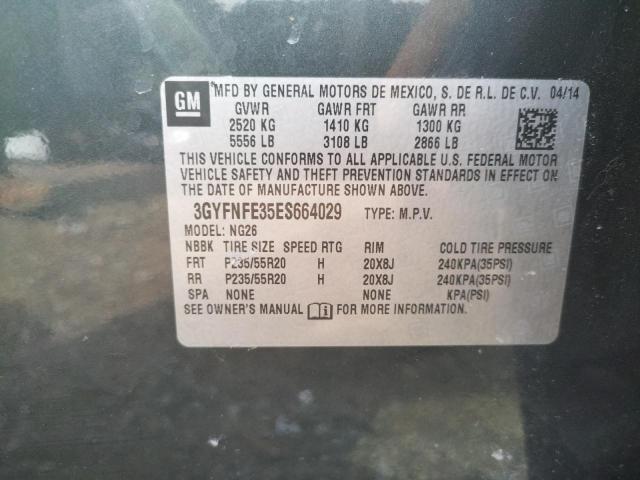 GM
MFD BY GENERAL MOTORS DE MEXICO, S. DE R.L. DE C.V. 04/14
GVWR GAWR FRT GAWR RR
2520 KG 1410 KG 1300 KG
5556 LB 3108 LB 2866 LB
THIS VEHICLE CONFORMS TO ALL APPLICABLE U.S. FEDERAL MOTOR
VEHICLE SAFETY AND THEFT PREVENTION STANDARDS IN EFFECT ON
THE DATE OF MANUFACTURE SHOWN ABOVE.
3GYFNFE35ES664029 TYPE: M.P.V.
MODEL: NG26
NBBK TIRE SIZE SPEED RTG RIM COLD TIRE PRESSURE
FRT P235/55R20 H 20X8J 240KPA(35PSI)
RR P235/55R20 H 20X8J 240KPA(35PSI)
SPA NONE NONE KPA(PSI)
SEE OWNER'S MANUAL i FOR MORE INFORMATION.